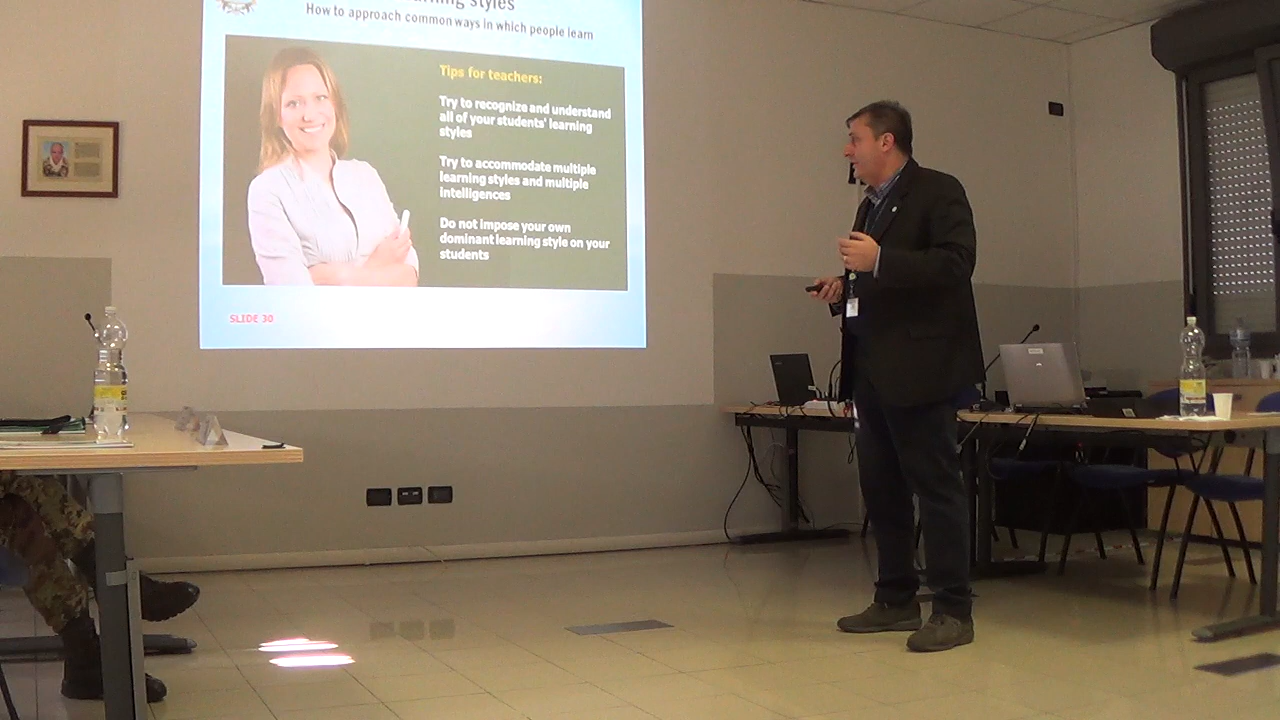 learning styles
How to approach common ways in which people learn
Tips for teachers:
Try to recognize and understand
all of your students' learning
styles
Try to accommodate multiple
learning styles and multiple
intelligences
Do not impose your own
dominant learning style on your
students
SLIDE 30